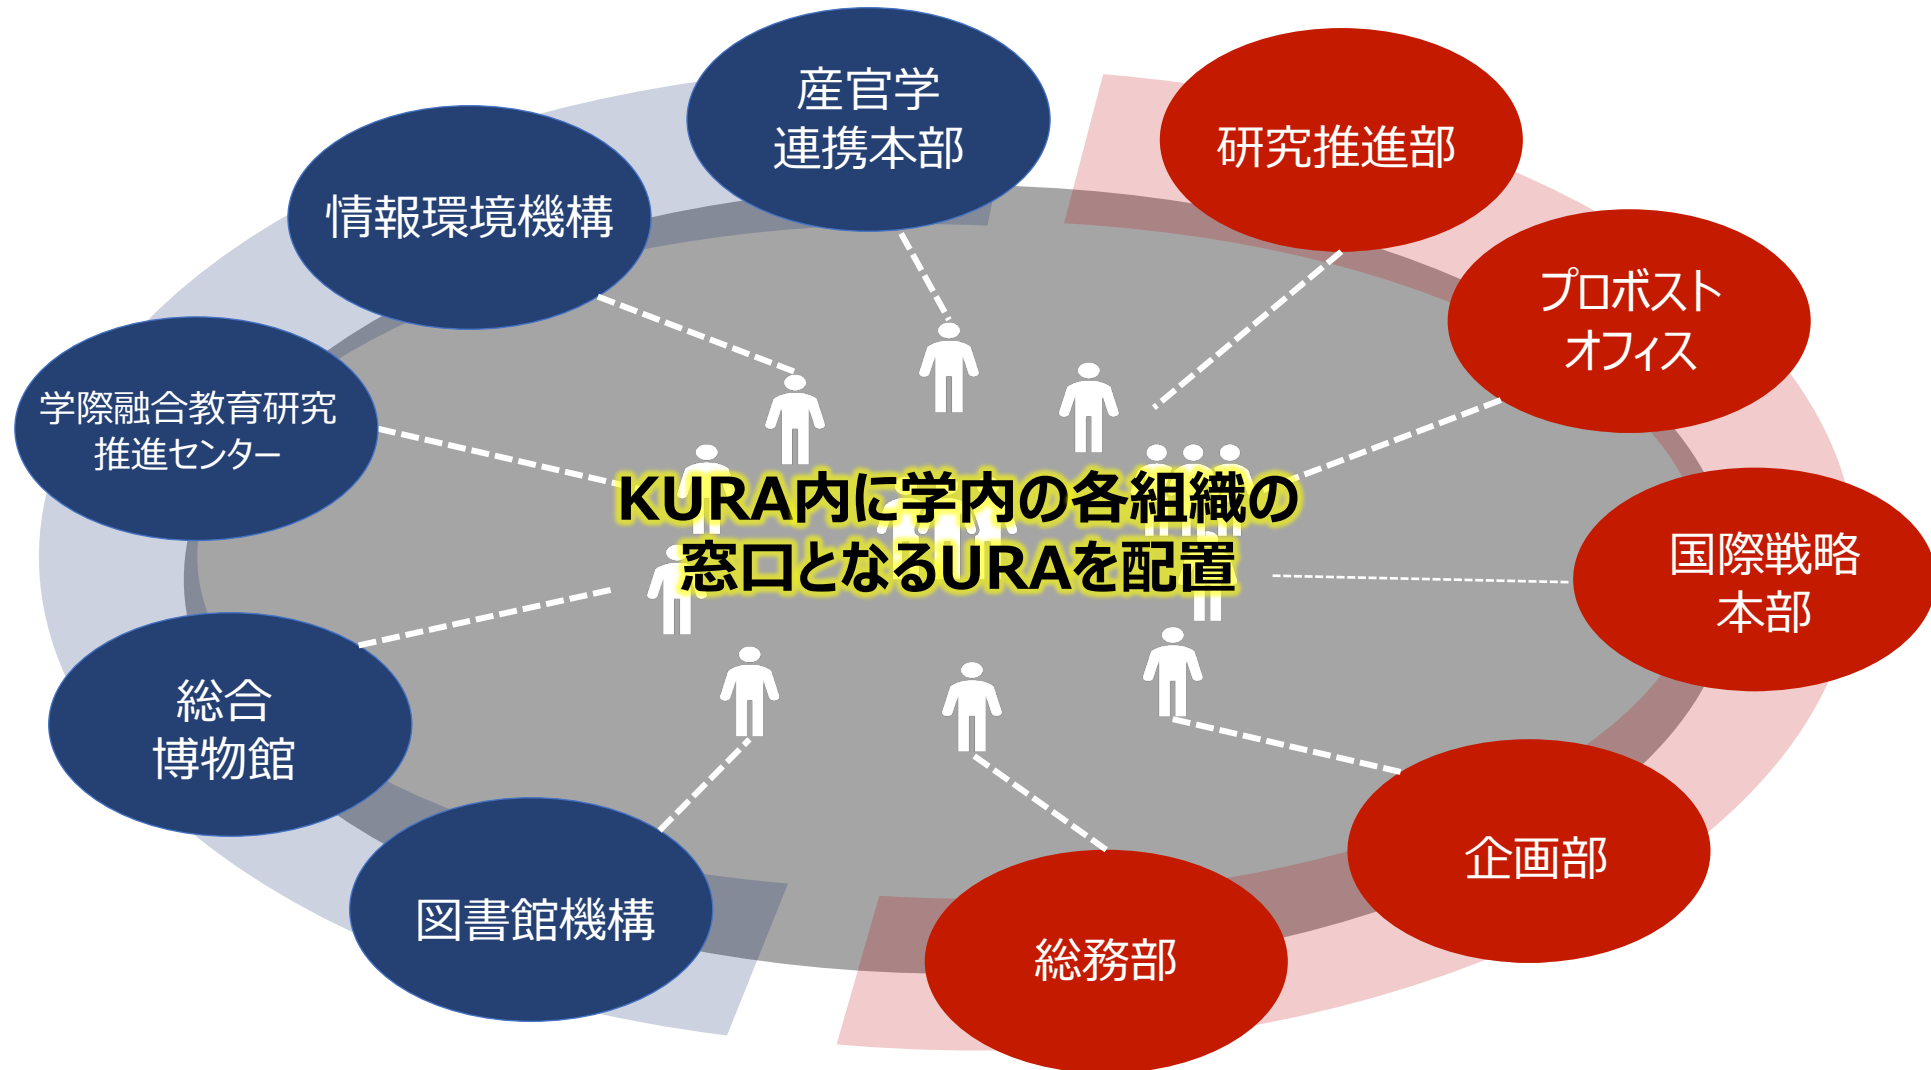 産官学
連携本部
研究推進部
情報環境機構
プロボスト
オフィス
学際融合教育研究
推進センター
KURA内に学内の各組織の
窓口となるURAを配置
国際戦略
本部
総合
博物館
企画部
図書館機構
総務部